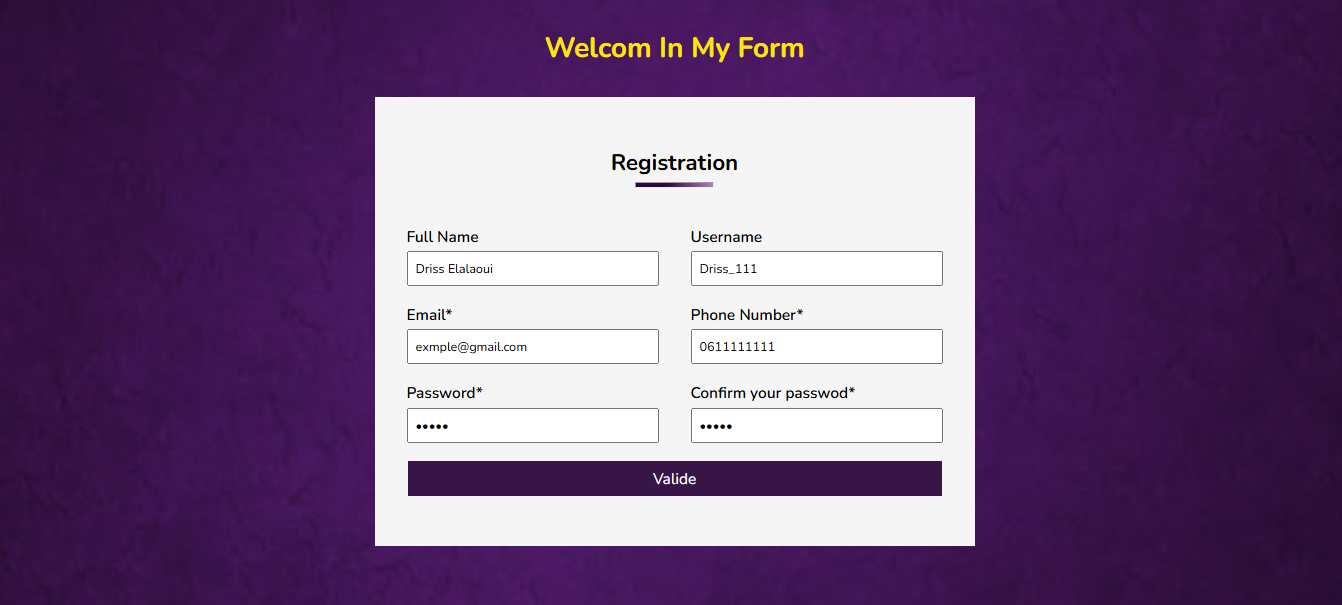 Welcom In My Form
Registration
Full Name Username
Driss Elalaoui Driss_111
Email* Phone Number*
exmple@gmail.com 0611111111
Password* Confirm your passwod*
••••• •••••
Valide